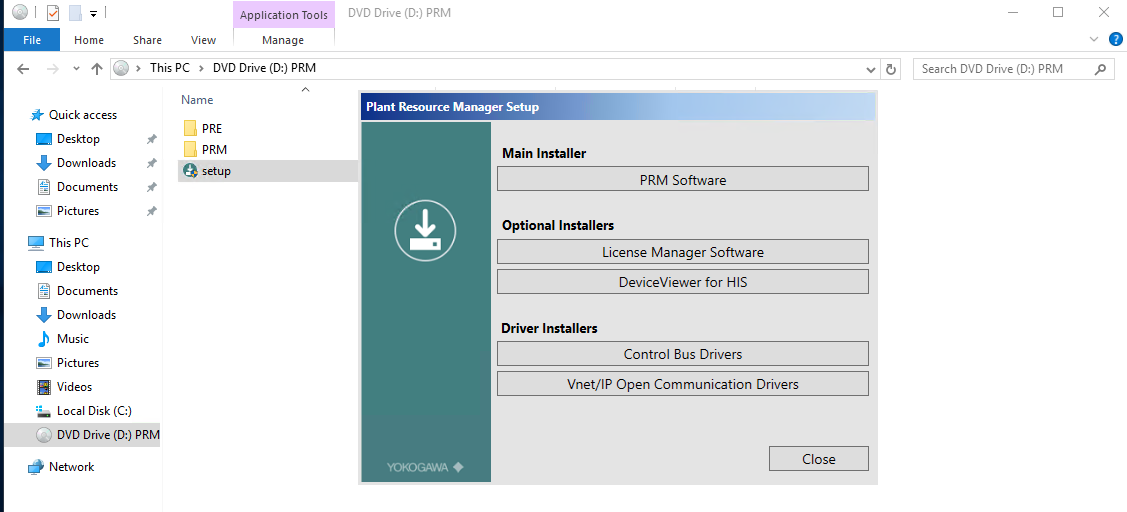 Application Tools
DVD Drive (D:) PRM
File
Home
Share
View
Manage
This PC
DVD Drive (D:) PRM
Search DVD Drive (D:) PRM
Quick access
Desktop
Downloads
Documents
Pictures
This PC
Desktop
Documents
Downloads
Music
Pictures
Videos
Local Disk (C:)
DVD Drive (D:) PRM
Network
Name
PRE
PRM
setup
Plant Resource Manager Setup
Main Installer
PRM Software
Optional Installers
License Manager Software
DeviceViewer for HIS
Driver Installers
Control Bus Drivers
Vnet/IP Open Communication Drivers
YOKOGAWA
Close